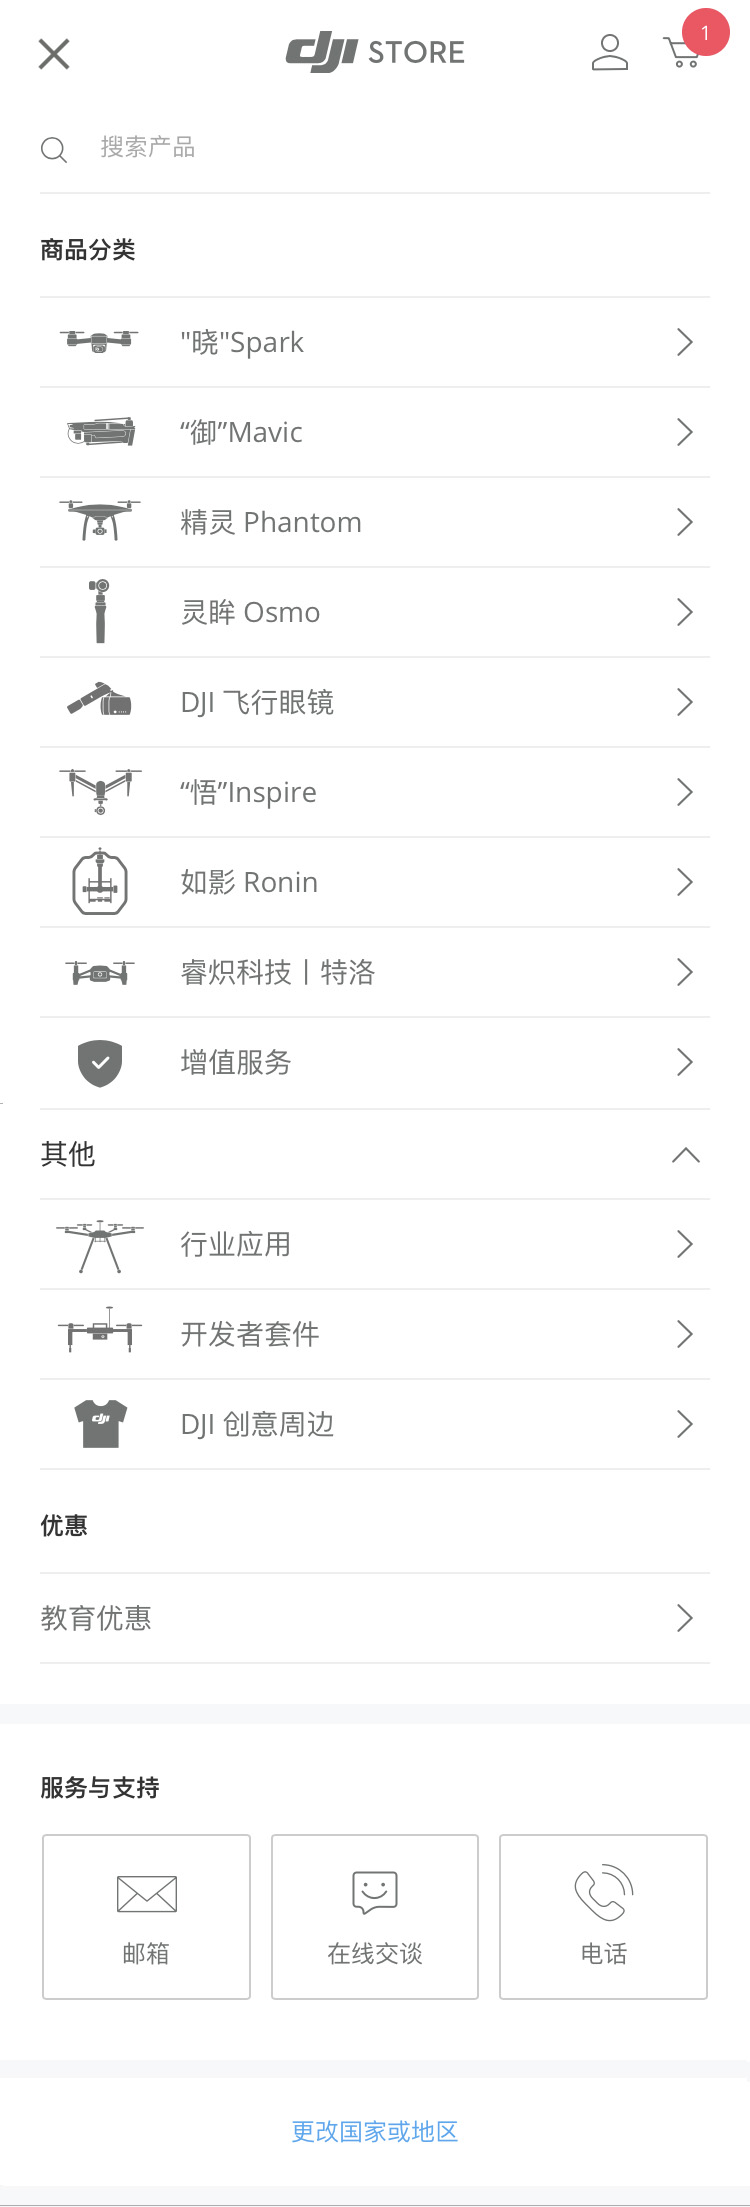 dji STORE
1
搜索产品
商品分类
"晓"Spark
“御”Mavic
精灵 Phantom
灵眸 Osmo
DJI 飞行眼镜
“悟”Inspire
如影 Ronin
睿炽科技丨特洛
增值服务
其他
行业应用
开发者套件
dji
DJI 创意周边
优惠
教育优惠
服务与支持
邮箱
在线交谈
电话
更改国家或地区